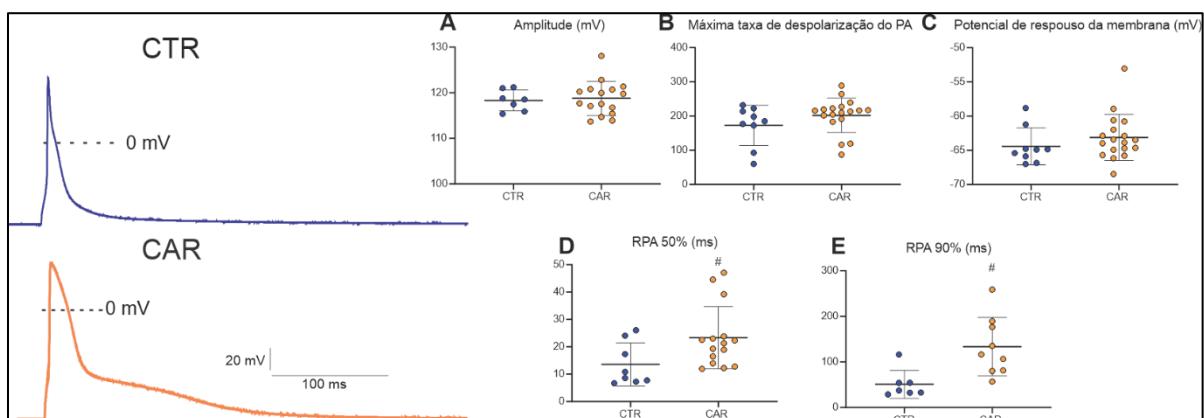 CTR
0 mV
CAR
0 mV
20 mV
100 ms
A
Amplitude (mV)
130
120
110
100
CTR
CAR
B
Máxima taxa de despolarização do PA
400
300
200
100
0
CTR
CAR
C
Potencial de respouso da membrana (mV)
-50
-55
-60
-65
-70
CTR
CAR
D
RPA 50% (ms)
#
50
40
30
20
10
0
CTR
CAR
E
RPA 90% (ms)
#
300
200
100
0
CTR
CAR